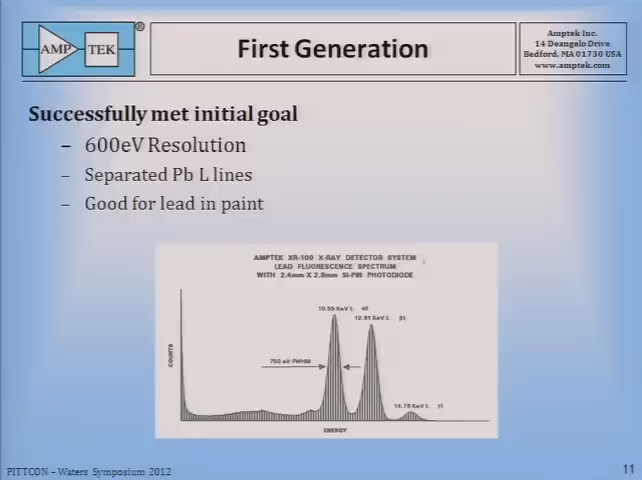 AMP TEK ®
First Generation
Amptek Inc.
14 Deangelo Drive
Bedford, MA 01730 USA
www.amptek.com
Successfully met initial goal
– 600eV Resolution
– Separated Pb L lines
– Good for lead in paint
AMPTEK XR-100 X-RAY DETECTOR SYSTEM
LEAD FLUORESCENCE SPECTRUM
WITH 2.4mm X 2.8mm SI-PIN PHOTODIODE
10.55 KeV L
12.61 KeV L
750 eV FWHM
COUNTS
14.76 KeV L
ENERGY
PITTCON – Waters Symposium 2012
11